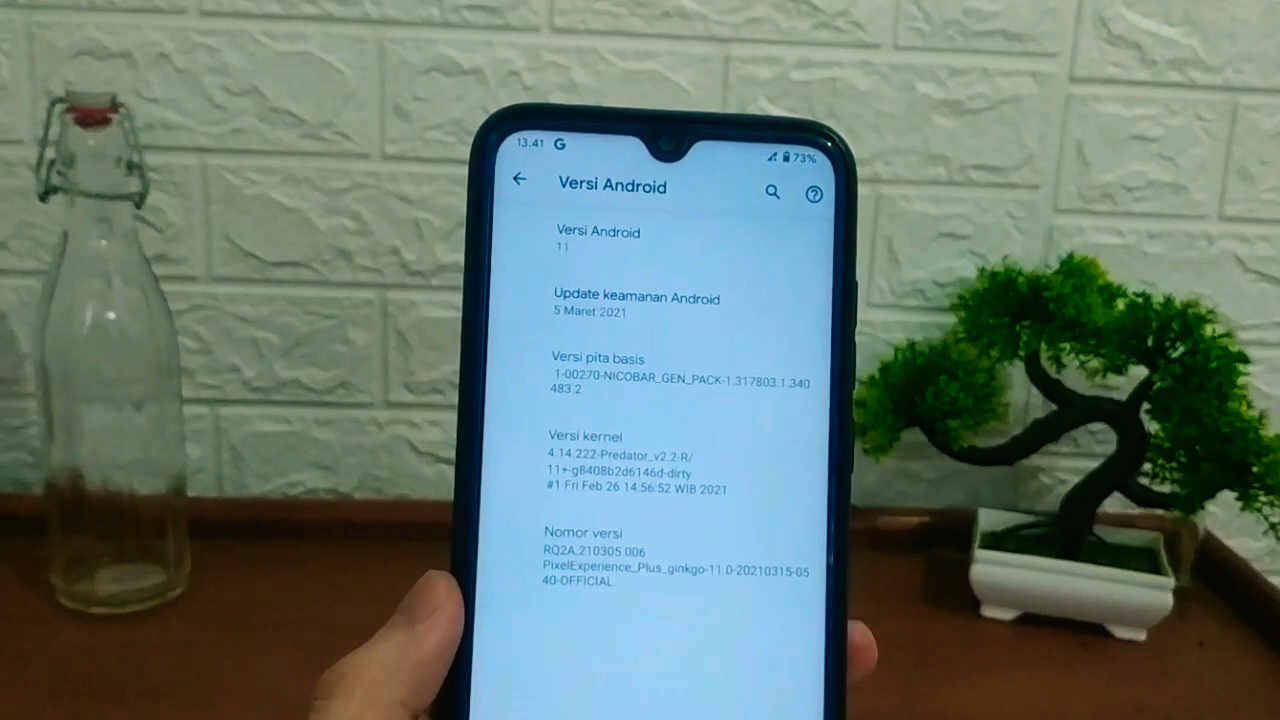 13.41 G
73%
Versi Android
Versi Android
11
Update keamanan Android
5 Maret 2021
Versi pita basis
1-00270-NICOBAR_GEN_PACK-1.317803.1.340
483.2
Versi kernel
4.14.222-Predator_v2.2-R/
11+-g8408b2d6146d-dirty
#1 Fri Feb 26 14:56:52 WIB 2021
Nomor versi
RQ2A.210305.006
PixelExperience_Plus_ginkgo-11.0-20210315-05
40-OFFICIAL